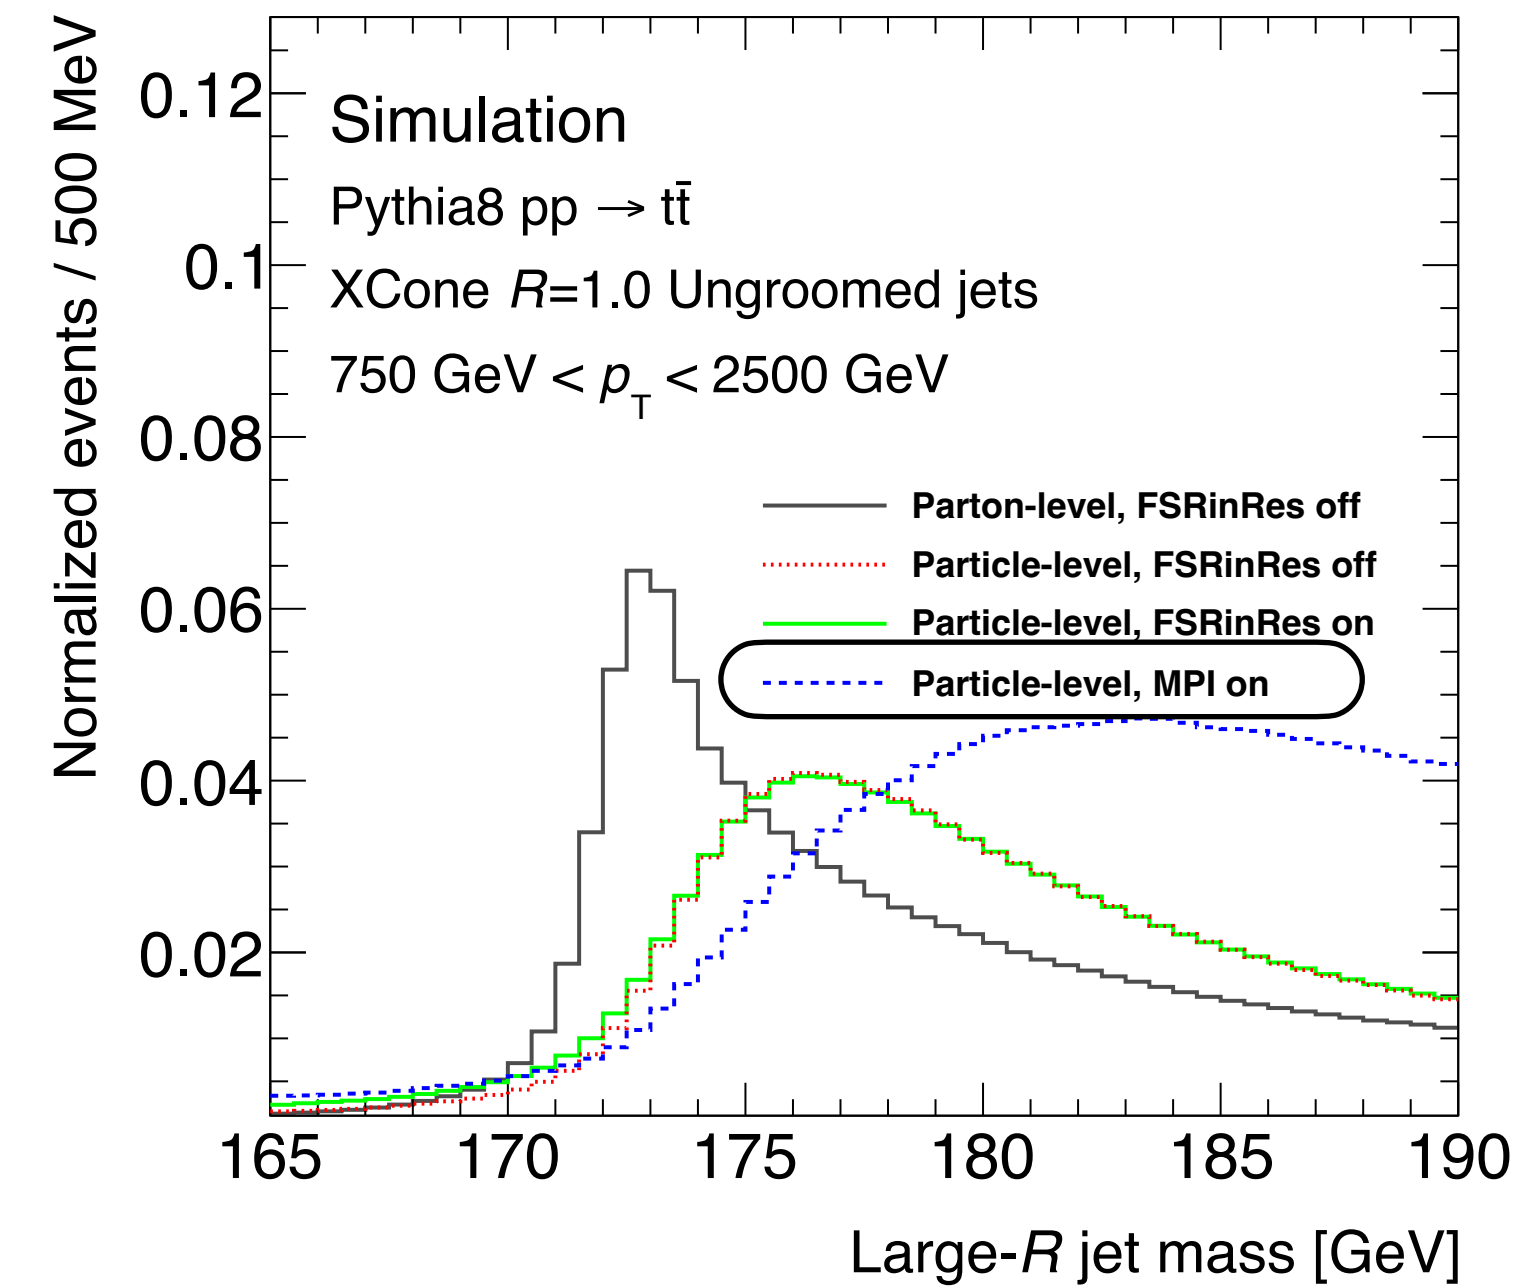 Normalized events / 500 MeV
0.12
0.1
0.08
0.06
0.04
0.02
Simulation
Pythia8 pp → tt̄
XCone R=1.0 Ungroomed jets
750 GeV < p_T < 2500 GeV
Parton-level, FSRinRes off
Particle-level, FSRinRes off
Particle-level, FSRinRes on
Particle-level, MPI on
165 170 175 180 185 190
Large-R jet mass [GeV]